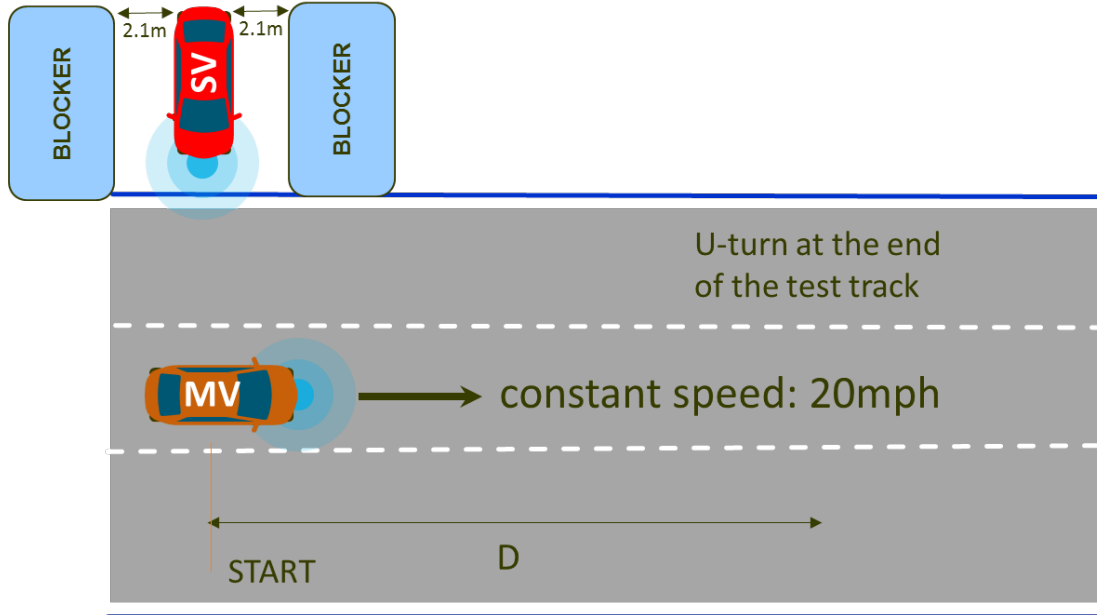 2.1m
2.1m
BLOCKER
SV
BLOCKER
U-turn at the end
of the test track
MV
constant speed: 20mph
D
START